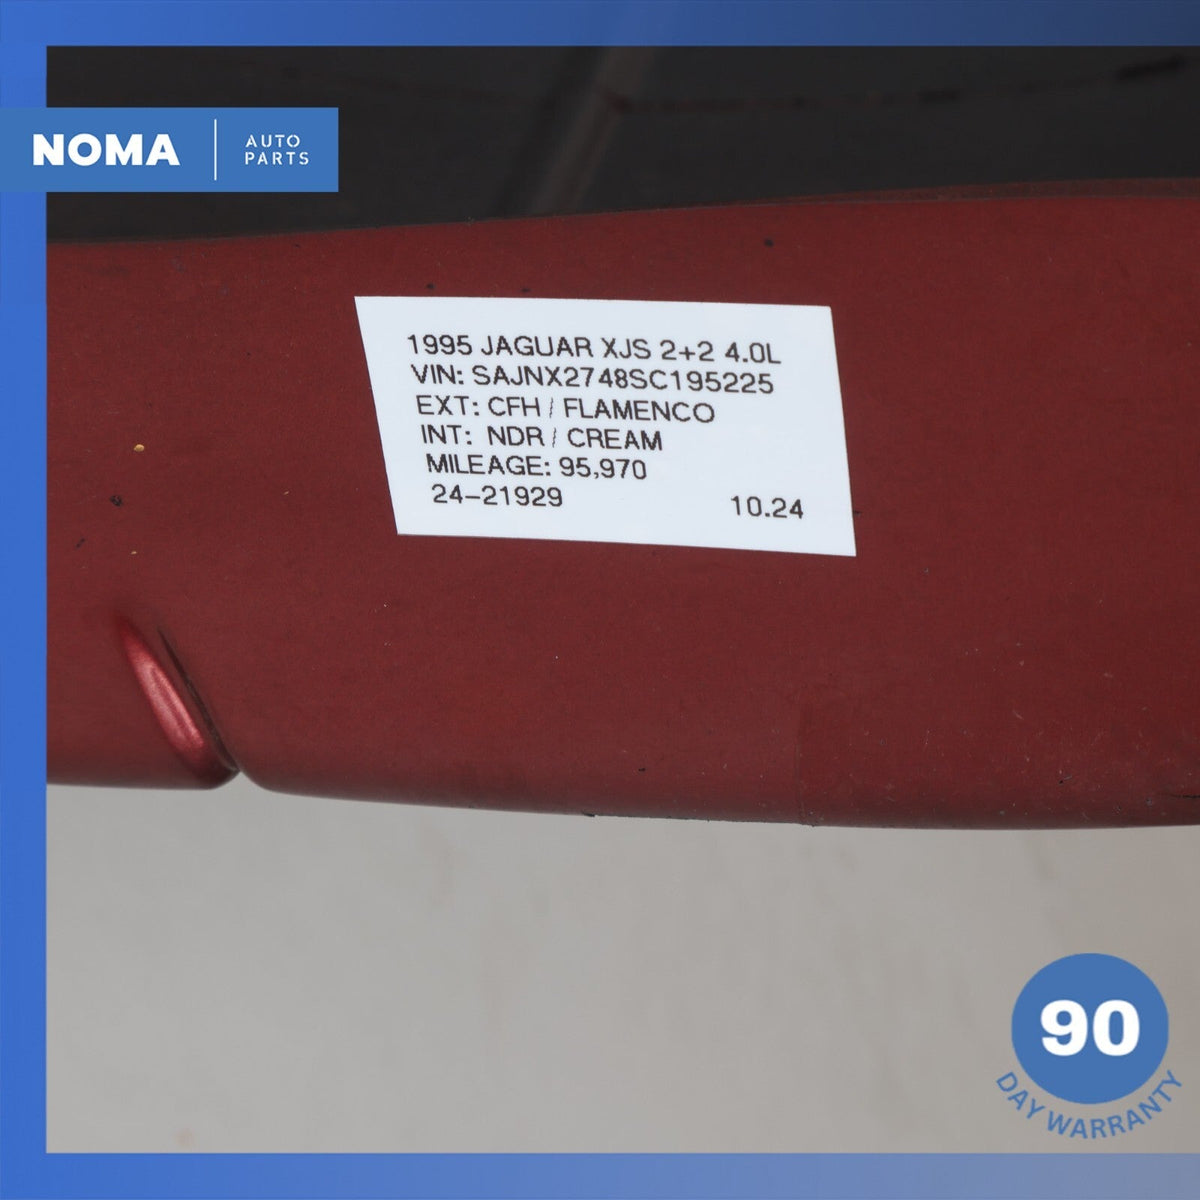 NOMA
AUTO
PARTS
1995 JAGUAR XJS 2+2 4.0L
VIN: SAJNX2748SC195225
EXT: CFH / FLAMENCO
INT: NDR / CREAM
MILEAGE: 95,970
24-21929 10.24
90
DAY WARRANTY